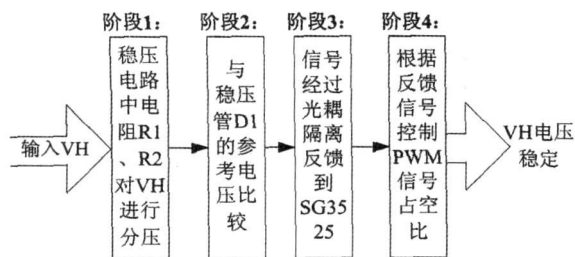 阶段1:
阶段2:
阶段3:
阶段4:
输入VH
稳压
电路
中电
阻R1
、R2
对VH
进行
分压
与
稳压
管D1
的参
考电
压比
较
信号
经过
光耦
隔离
反馈
到
SG35
25
根据
反馈
信号
控制
PWM
信号
占空
比
VH电压
稳定